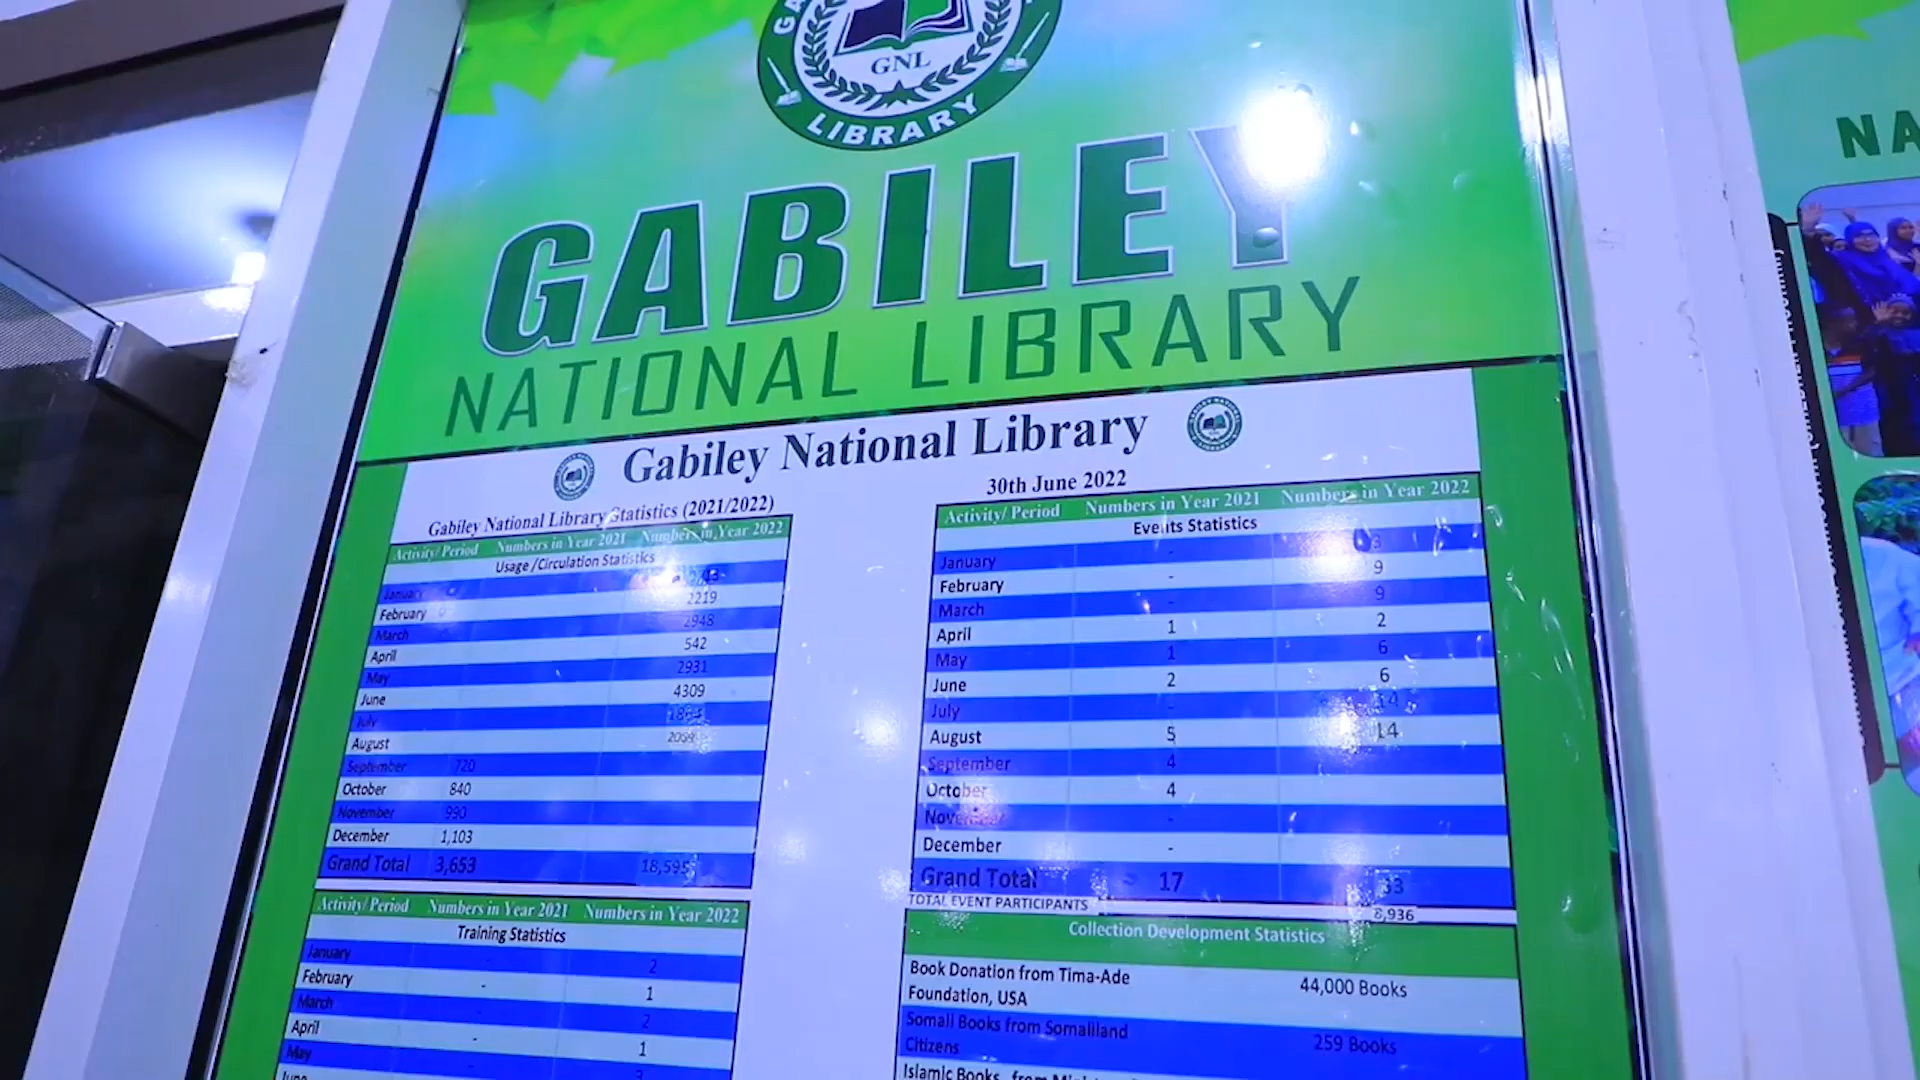 GNL
LIBRARY
GABILEY
NATIONAL LIBRARY
Gabiley National Library
Gabiley National Library Statistics (2021/2022)
Activity/ Period Numbers in Year 2021 Numbers in Year 2022
Usage /Circulation Statistics
January
February 2219
March 2948
April 542
May 2931
June 4309
July
August
September 720
October 840
November 990
December 1,103
Grand Total 3,653 18,595
Activity/ Period Numbers in Year 2021 Numbers in Year 2022
Training Statistics
January - 2
February - 1
March 2
April - 1
May
June
30th June 2022
Activity/ Period Numbers in Year 2021 Numbers in Year 2022
Events Statistics
January -
February - 9
March - 9
April 1 2
May 1 6
June 2 6
July - 14
August 5 14
September 4
October 4
November -
December -
Grand Total 17
TOTAL EVENT PARTICIPANTS 8,936
Collection Development Statistics
Book Donation from Tima-Ade
Foundation, USA 44,000 Books
Somali Books from Somaliland
Citizens 259 Books
Islamic Books from
NA